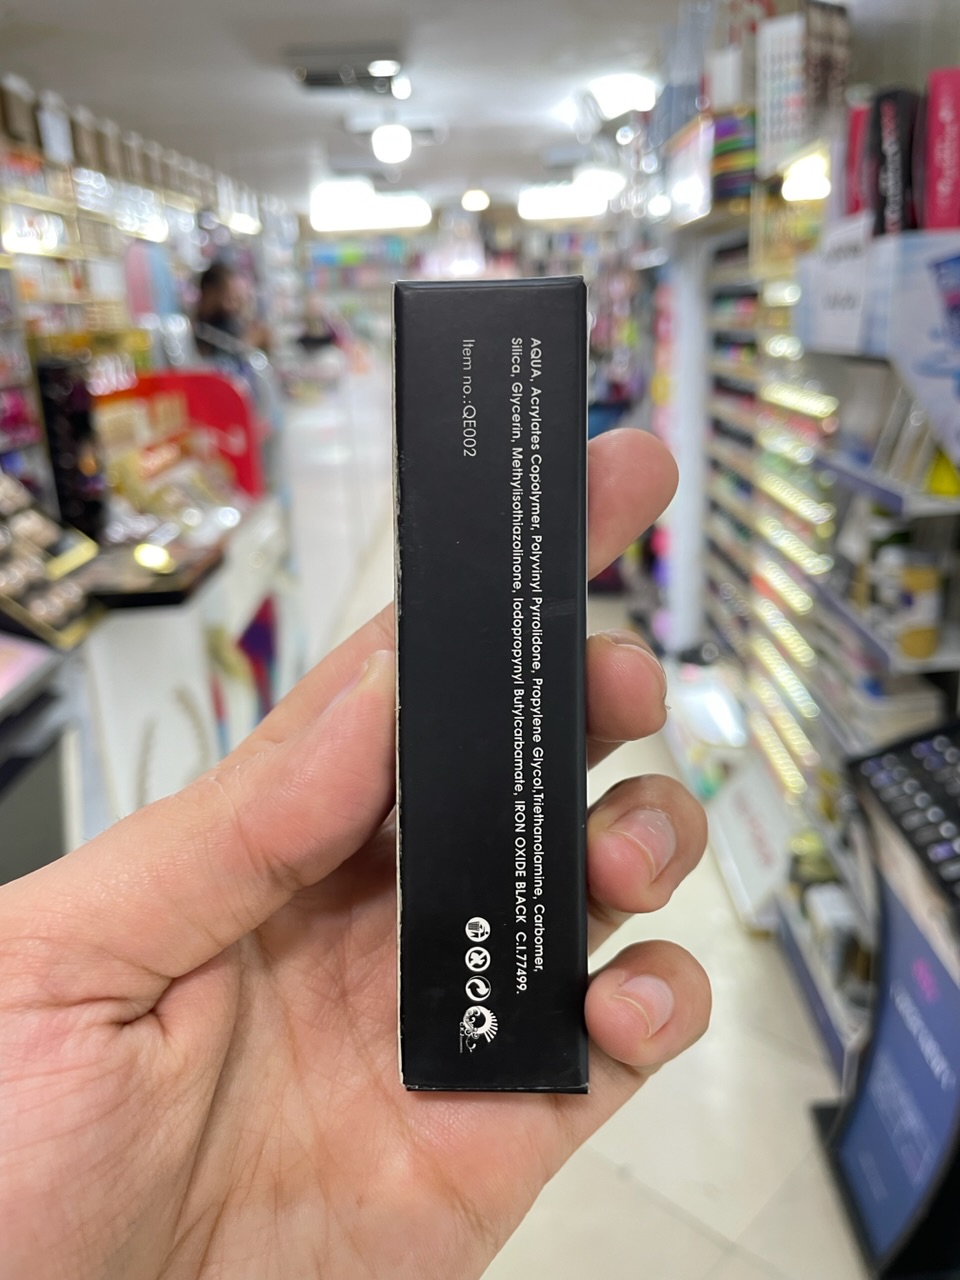 AQUA, Acrylates Copolymer, Polyvinyl Pyrrolidone, Propylene Glycol,Triethanolamine, Carbomer,
Silica, Glycerin, Methylisothiazolinone, Iodopropynyl Butylcarbamate, IRON OXIDE BLACK C.I.77499.
Item no.:QE002